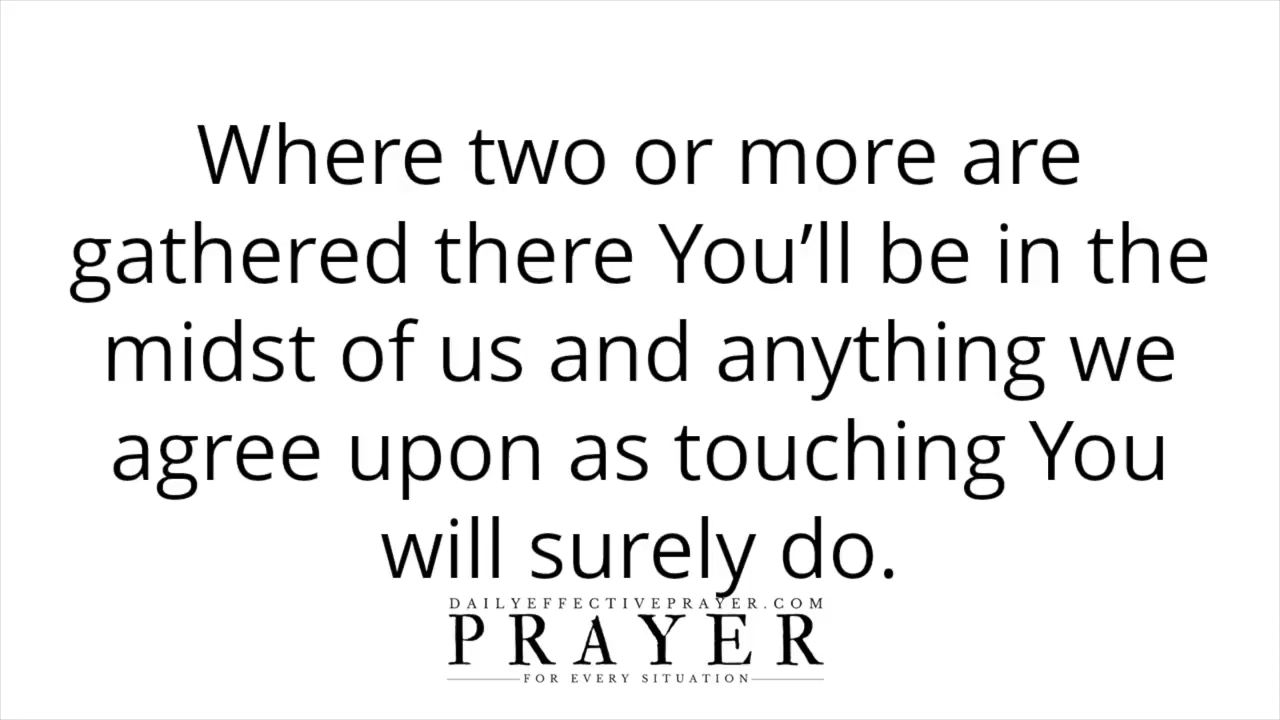 Where two or more are
gathered there You’ll be in the
midst of us and anything we
agree upon as touching You
will surely do.
DAILYEFFECTIVEPRAYER.COM
PRAYER
FOR EVERY SITUATION